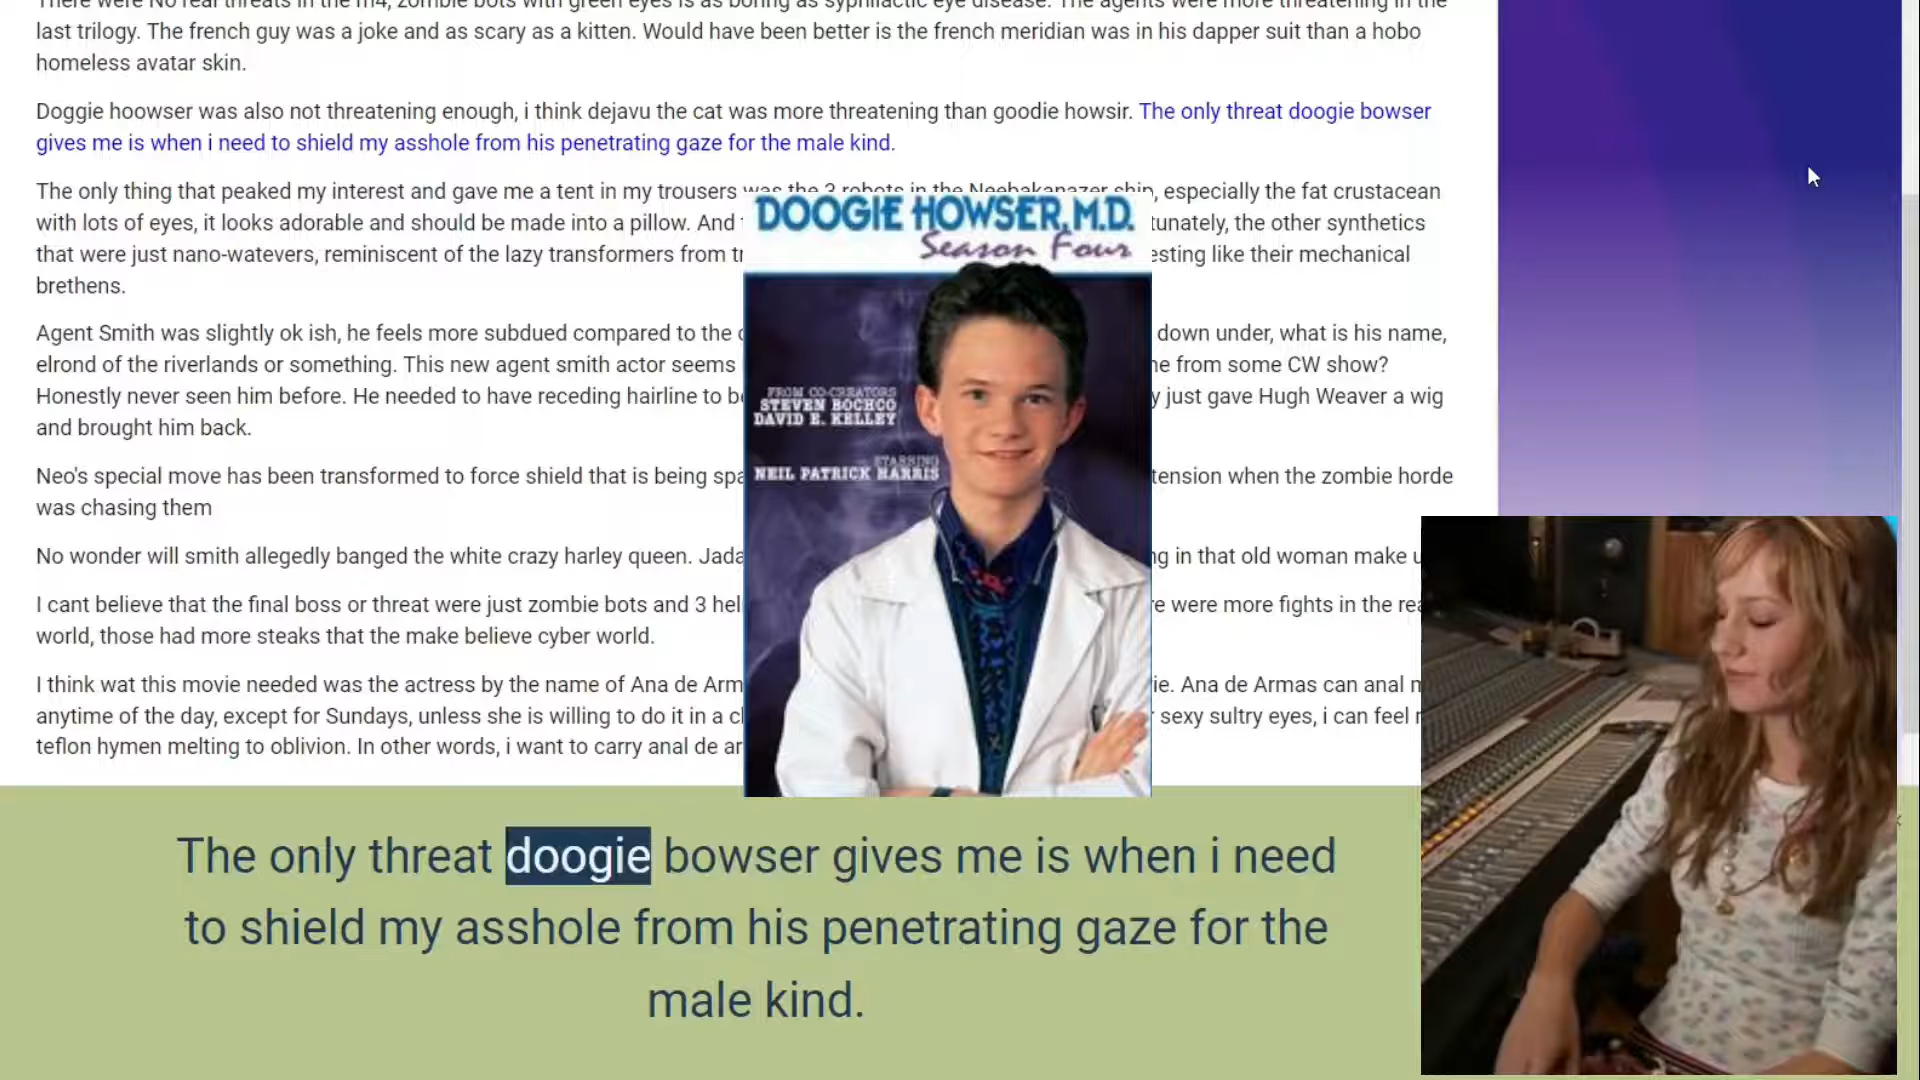 last trilogy. The french guy was a joke and as scary as a kitten. Would have been better is the french meridian was in his dapper suit than a hobo
homeless avatar skin.
Doggie hoowser was also not threatening enough, i think dejavu the cat was more threatening than goodie howsir. The only threat doogie bowser
gives me is when i need to shield my asshole from his penetrating gaze for the male kind.
The only thing that peaked my interest and gave me a tent in my trousers was the 3 robots in the Neebakanazer ship, especially the fat crustacean
with lots of eyes, it looks adorable and should be made into a pillow. And tunately, the other synthetics
that were just nano-watevers, reminiscent of the lazy transformers from esting like their mechanical
brethens.
Agent Smith was slightly ok ish, he feels more subdued compared to the down under, what is his name,
elrond of the riverlands or something. This new agent smith actor seems from some CW show?
Honestly never seen him before. He needed to have receding hairline to just gave Hugh Weaver a wig
and brought him back.
Neo's special move has been transformed to force shield that is being tension when the zombie horde
was chasing them
No wonder will smith allegedly banged the white crazy harley queen. Jada in that old woman make
I cant believe that the final boss or threat were just zombie bots and 3 were more fights in the
world, those had more steaks that the make believe cyber world.
I think wat this movie needed was the actress by the name of Ana de Ana de Armas can anal
anytime of the day, except for Sundays, unless she is willing to do it in a sexy sultry eyes, i can feel
teflon hymen melting to oblivion. In other words, i want to carry anal de
DOOGIE HOWSER, M.D.
Season Four
FROM CO-CREATORS
STEVEN BOCHCO
DAVID E. KELLEY
STARRING
NEIL PATRICK HARRIS
The only threat doogie bowser gives me is when i need
to shield my asshole from his penetrating gaze for the
male kind.